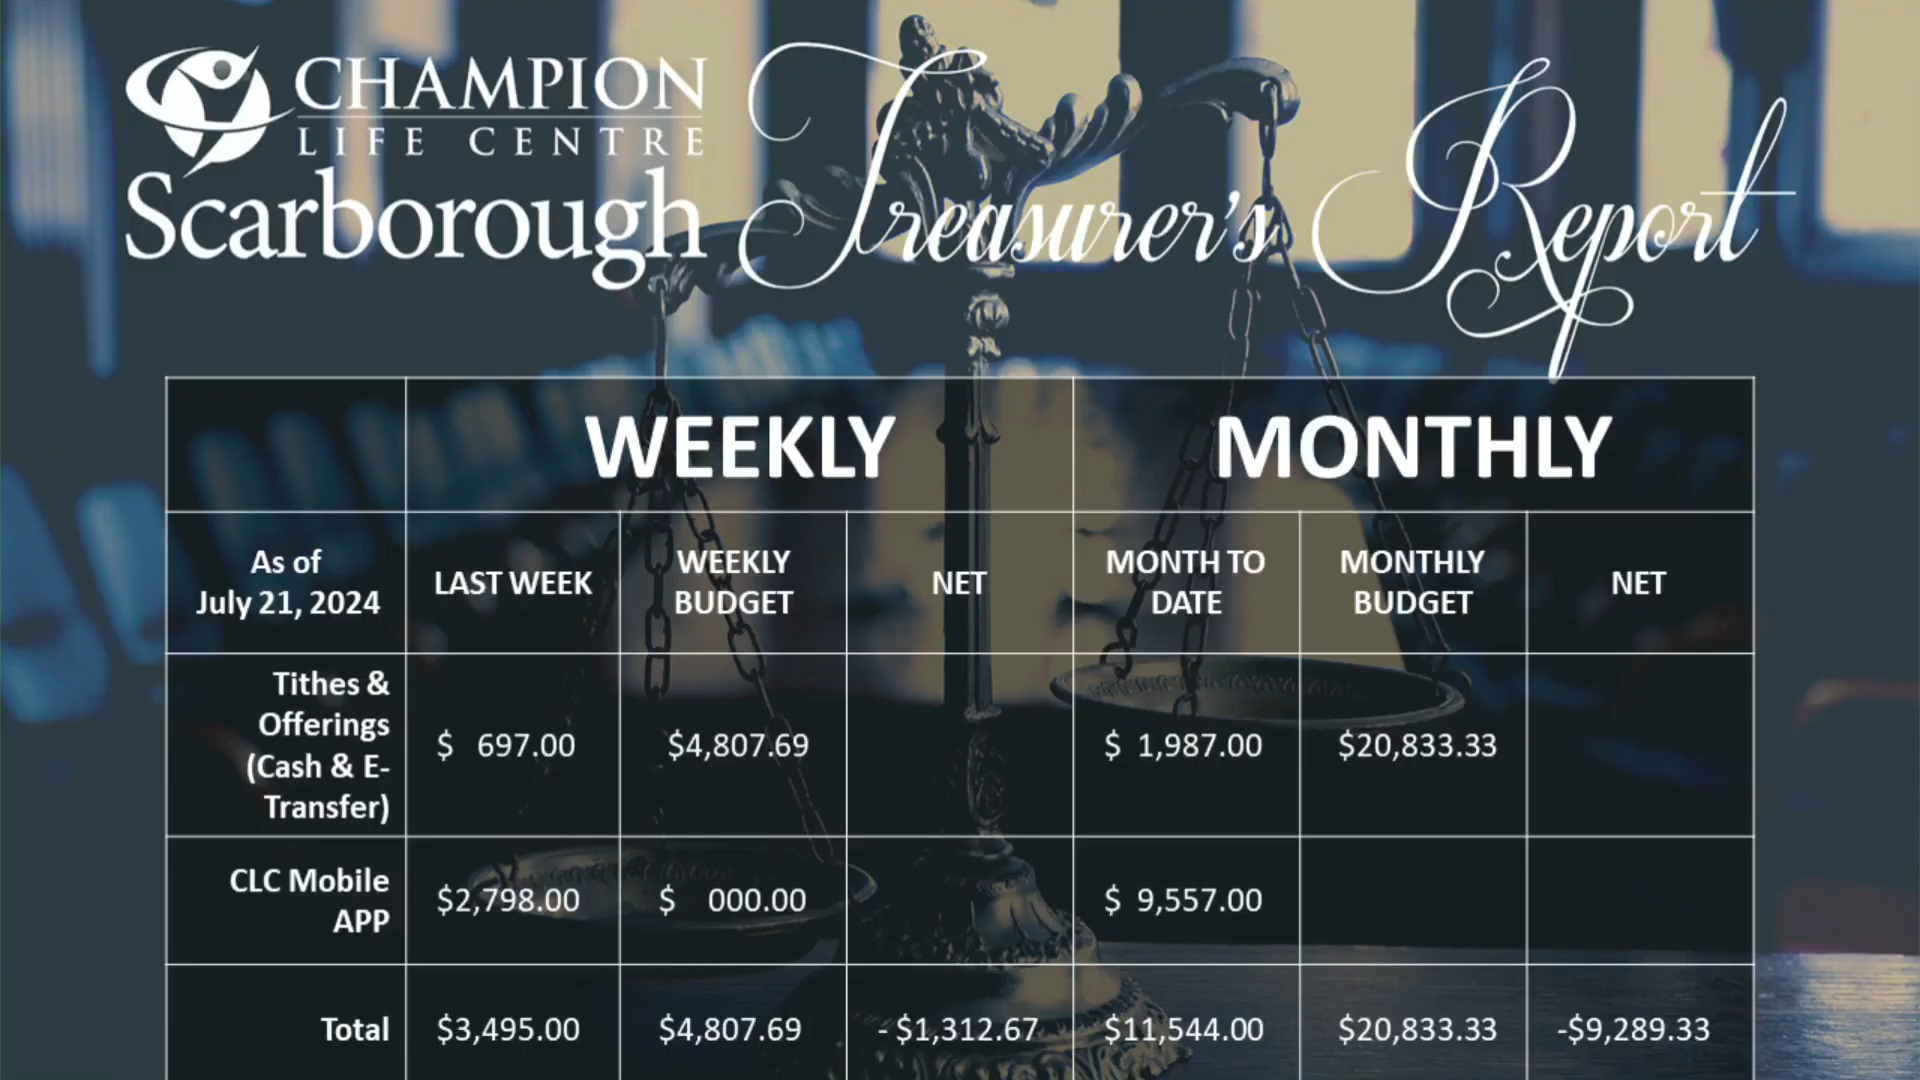 CHAMPION
LIFE CENTRE
Scarborough
Treasurer's Report
WEEKLY MONTHLY
As of
July 21, 2024
LAST WEEK
WEEKLY
BUDGET
NET
MONTH TO
DATE
MONTHLY
BUDGET
NET
Tithes &
Offerings
(Cash & E-
Transfer)
$ 697.00 $4,807.69 $ 1,987.00 $20,833.33
CLC Mobile
APP
$2,798.00 $ 000.00 $ 9,557.00
Total $3,495.00 $4,807.69 - $1,312.67 $11,544.00 $20,833.33 -$9,289.33